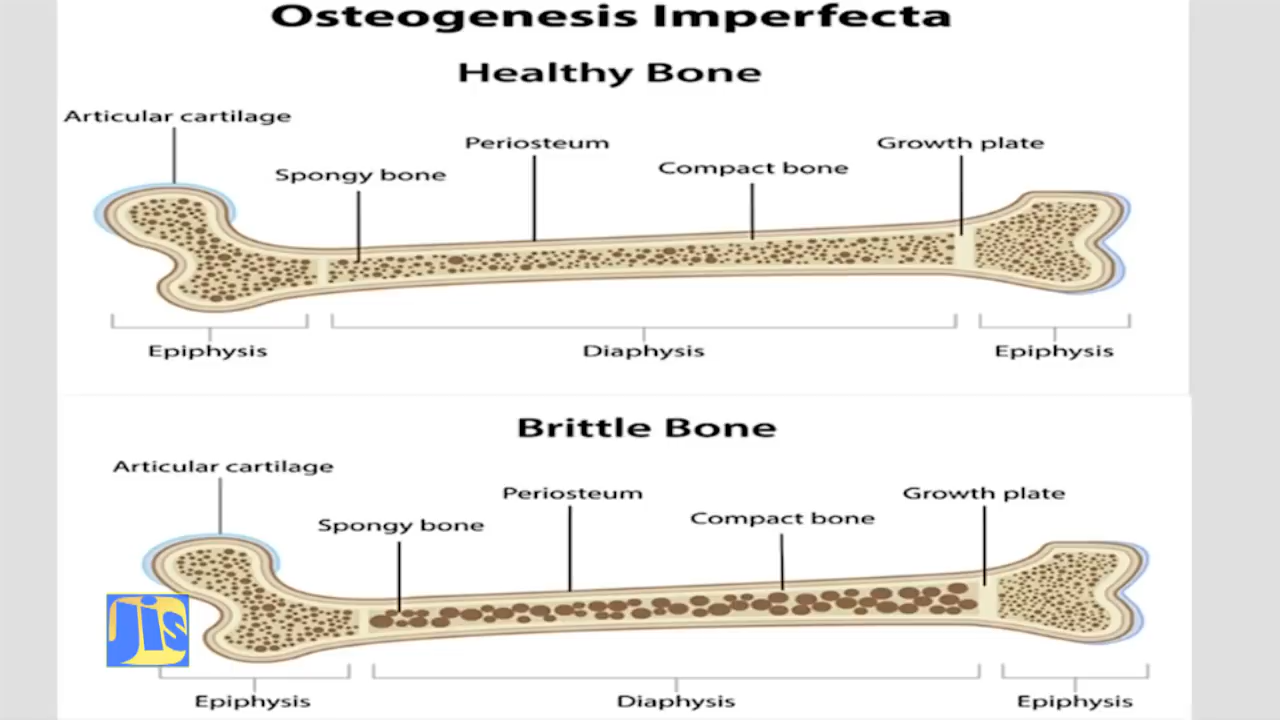 Osteogenesis Imperfecta
Healthy Bone
Articular cartilage
Periosteum
Growth plate
Compact bone
Spongy bone
Epiphysis
Diaphysis
Epiphysis
Brittle Bone
Articular cartilage
Periosteum
Growth plate
Compact bone
Spongy bone
Jis
Epiphysis
Diaphysis
Epiphysis